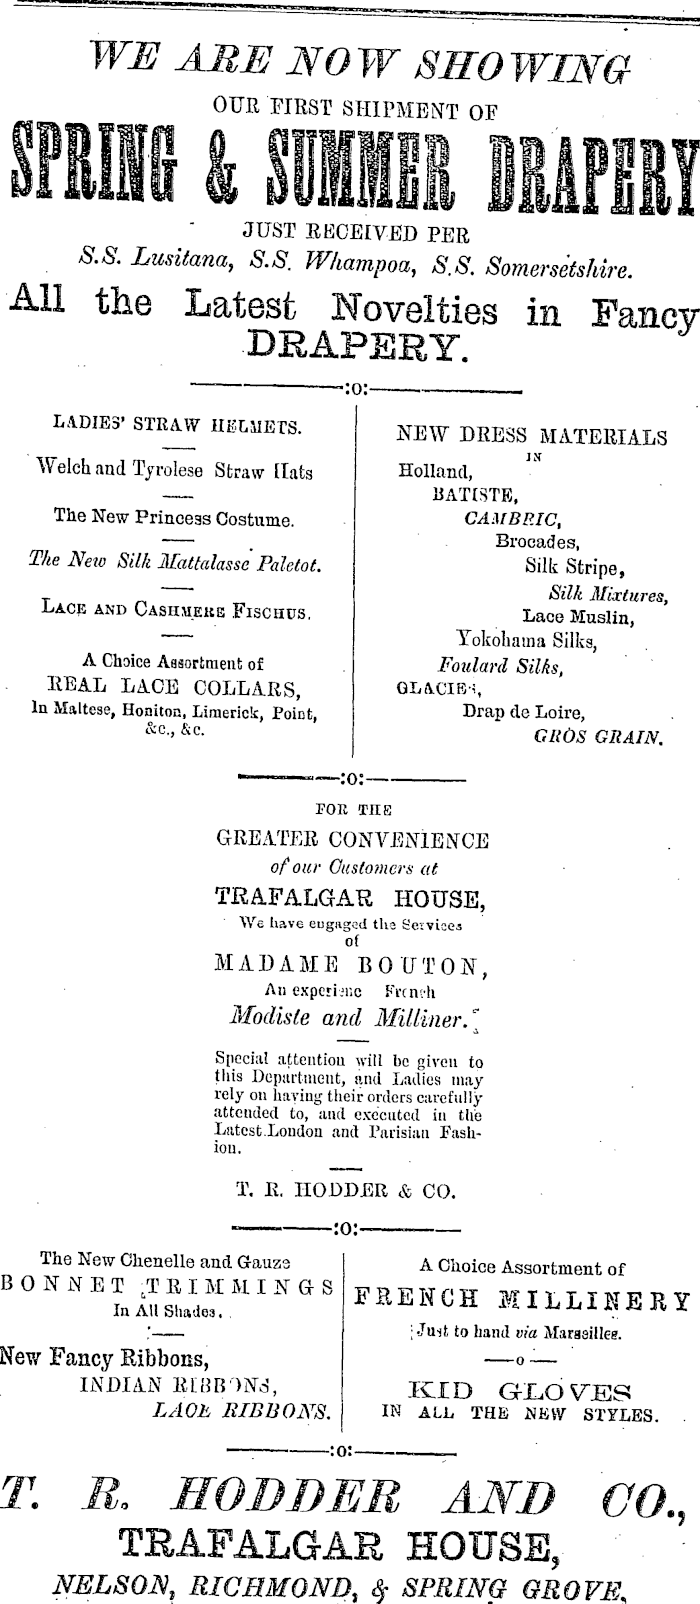 WE ARE NOW SHOWING
OUR FIRST SHIPMENT OF
SPRING & SUMMER DRAPERY
JUST RECEIVED PER
S.S. Lusitana, S.S. Whampoa, S.S. Somersetshire.
All the Latest Novelties in Fancy
DRAPERY.
:o:
LADIES' STRAW HELMETS.
Welch and Tyrolese Straw Hats
The New Princess Costume.
The New Silk Mattalasse Paletot.
LACE AND CASHMERE FISCHUS.
A Choice Assortment of
REAL LACE COLLARS,
In Maltese, Honiton, Limerick, Point,
&c., &c.
NEW DRESS MATERIALS
IN
Holland,
BATISTE,
CAMBRIC,
Brocades,
Silk Stripe,
Silk Mixtures,
Lace Muslin,
Yokohama Silks,
Foulard Silks,
GLACIES,
Drap de Loire,
GROS GRAIN.
:o:
FOR THE
GREATER CONVENIENCE
of our Customers at
TRAFALGAR HOUSE,
We have engaged the Services
of
MADAME BOUTON,
An French
Modiste and Milliner.
Special attention will be given to
this Department, and Ladies may
rely on having their orders carefully
attended to, and executed in the
Latest London and Parisian Fash-
ion.
T. R. HODDER & CO.
:o:
The New Chenelle and Gauze
BONNET TRIMMINGS
In All Shades.
New Fancy Ribbons,
INDIAN RIBBONS,
LACE RIBBONS.
A Choice Assortment of
FRENCH MILLINERY
Just to hand via Marseilles.
o
KID GLOVES
IN ALL THE NEW STYLES.
:o:
T. R. HODDER AND CO.,
TRAFALGAR HOUSE,
NELSON, RICHMOND, & SPRING GROVE.